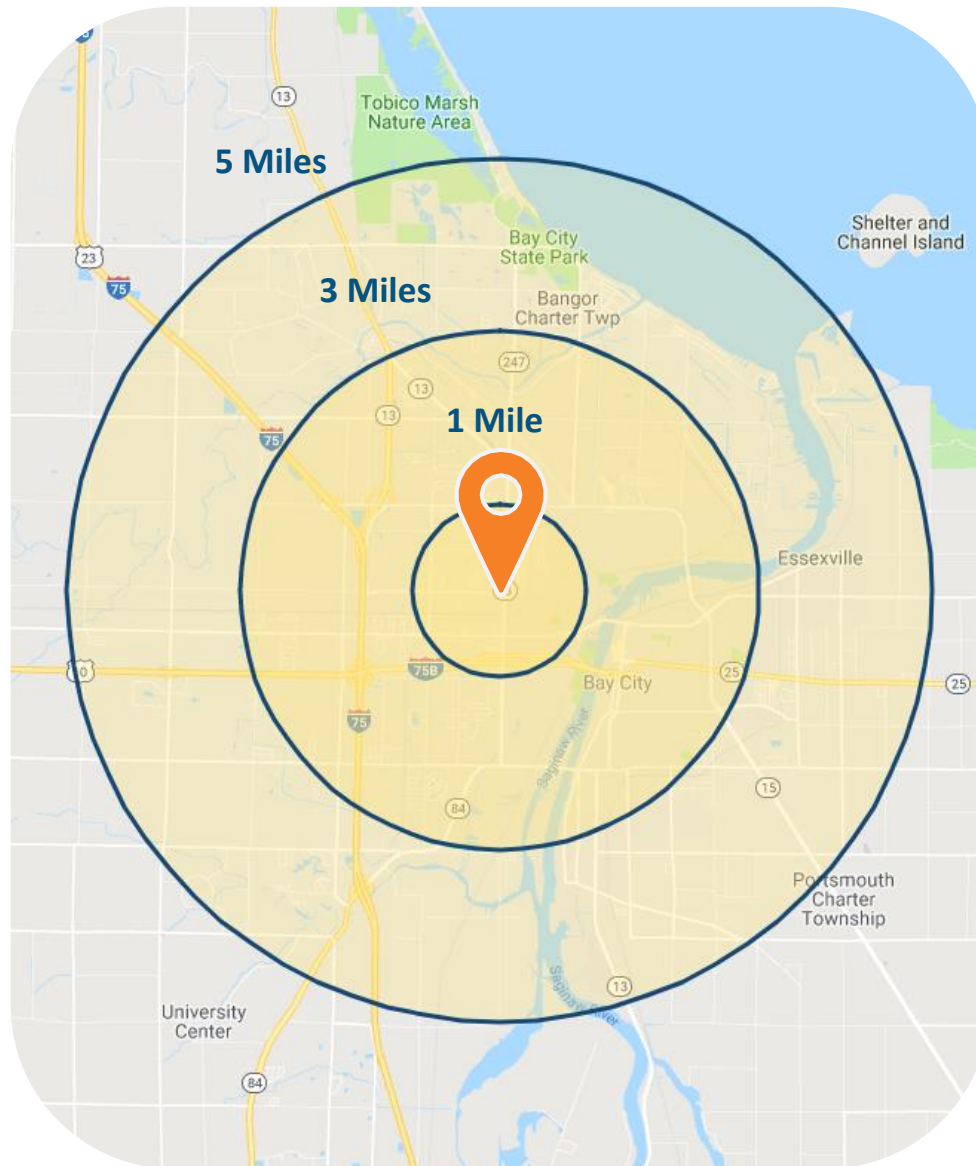 13
Tobico Marsh
Nature Area
5 Miles
Shelter and
Channel Island
Bay City
State Park
23
75
3 Miles
Bangor
Charter Twp
247
13
13
1 Mile
75
Essexville
75B
Bay City
25
25
75
Saginaw River
15
84
Portsmouth
Charter
Township
Saginaw River
13
University
Center
84